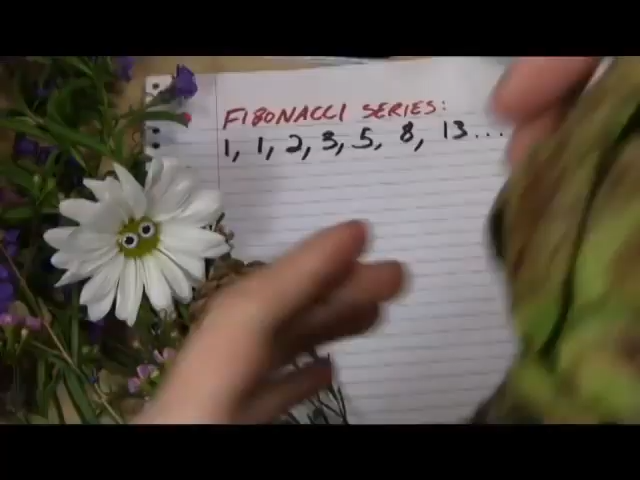 FIBONACCI SERIES:
1, 1, 2, 3, 5, 8, 13...